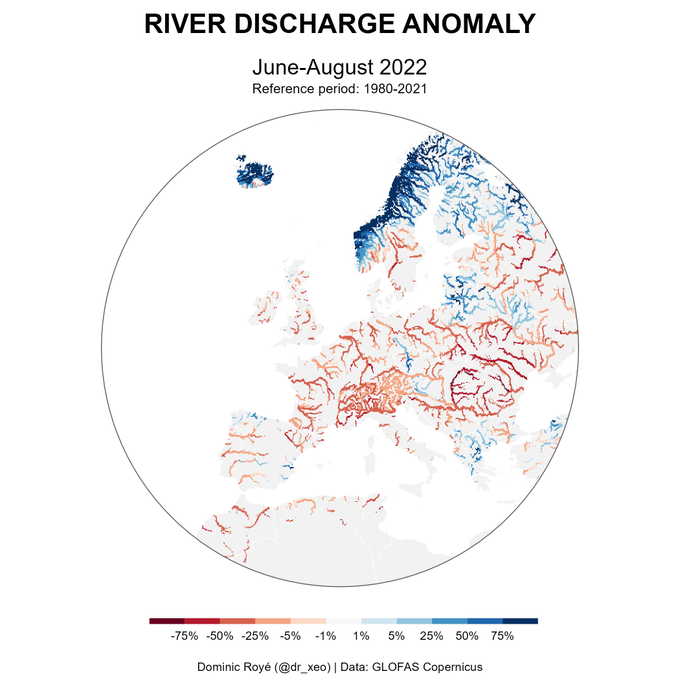 RIVER DISCHARGE ANOMALY
June-August 2022
Reference period: 1980-2021
-75% -50% -25% -5% -1% 1% 5% 25% 50% 75%
Dominic Royé (@dr_xeo) | Data: GLOFAS Copernicus